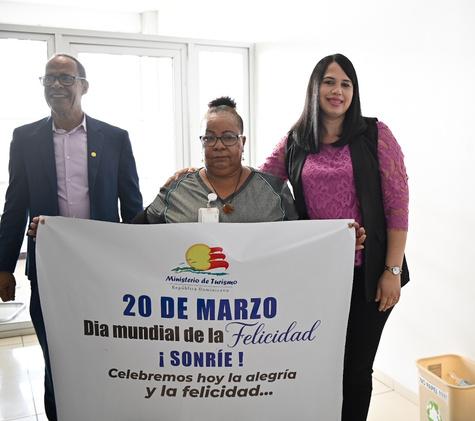 Ministerio de Turismo
República Dominicana
20 DE MARZO
Dia mundial de la Felicidad
¡ SONRÍE !
Celebremos hoy la alegría
y la felicidad...